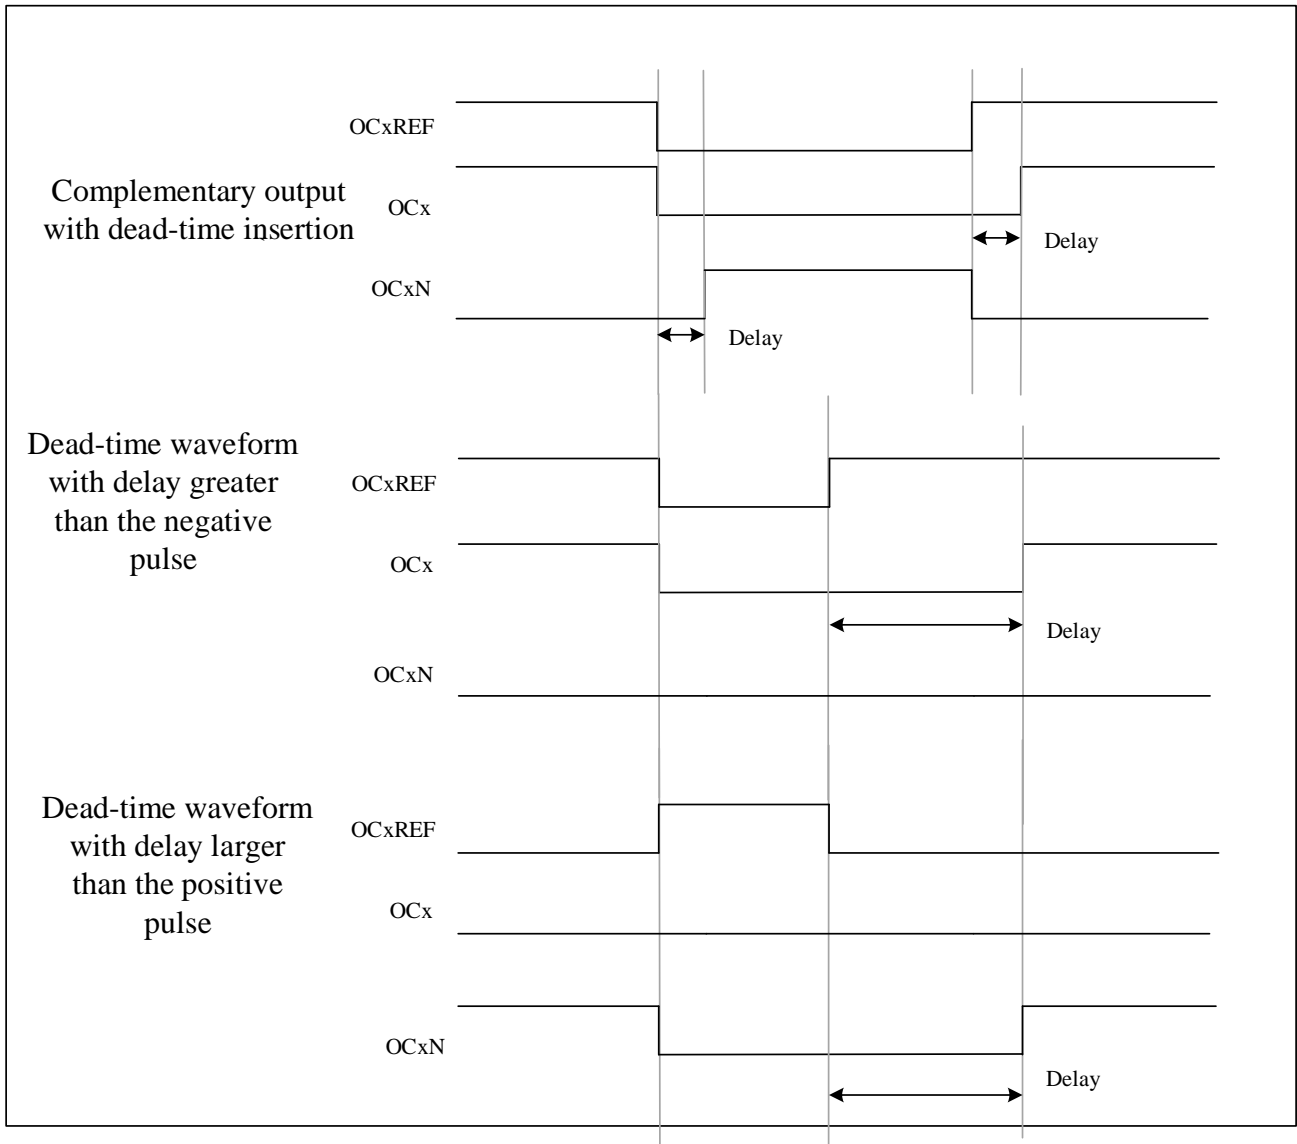 OCxREF
Complementary output
with dead-time insertion
OCx
Delay
OCxN
Delay
Dead-time waveform
with delay greater
than the negative
pulse
OCxREF
OCx
Delay
OCxN
Dead-time waveform
with delay larger
than the positive
pulse
OCxREF
OCx
OCxN
Delay